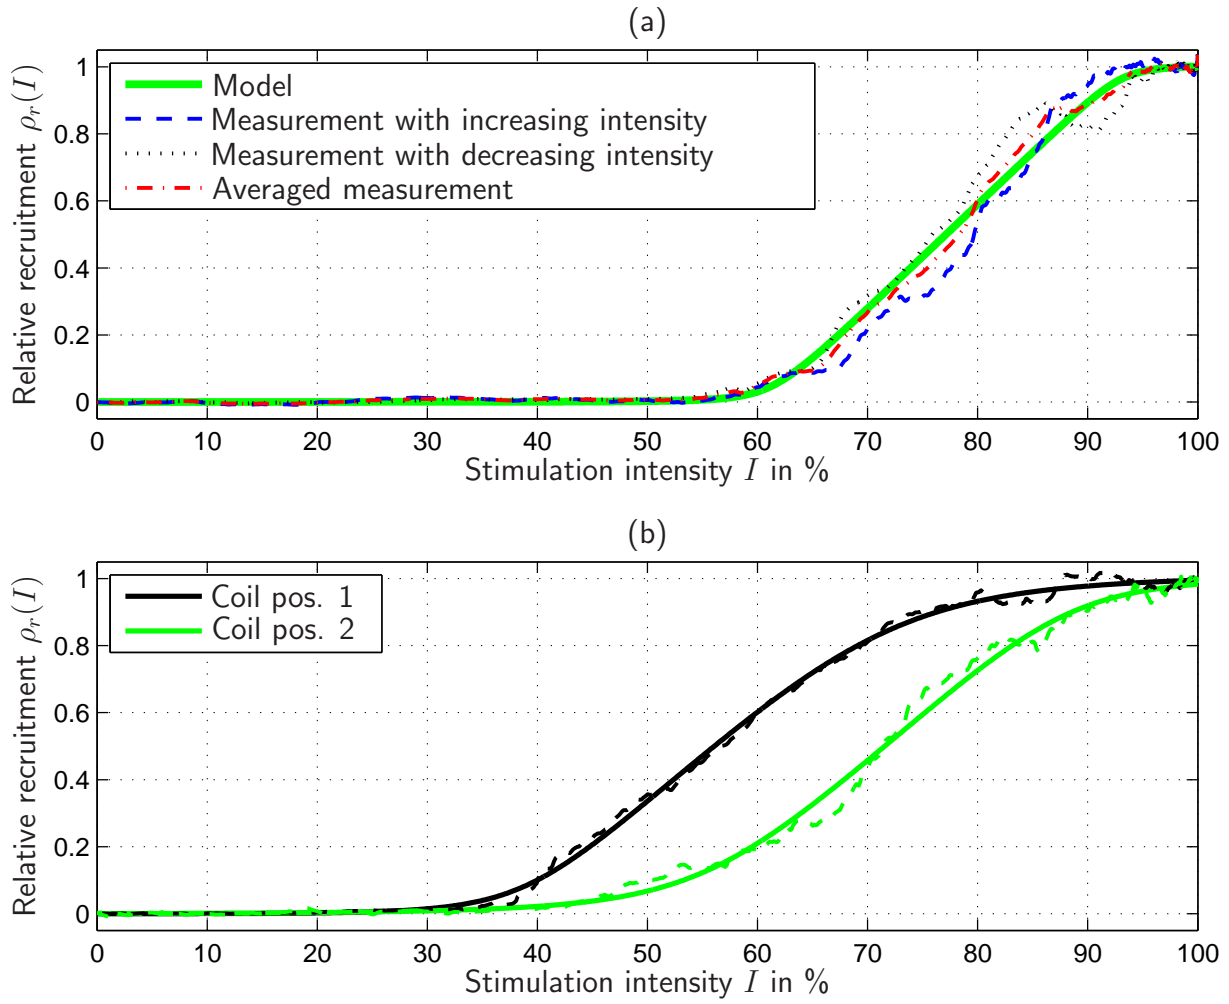 (a)
Relative recruitment ρr(I)
1
0.8
0.6
0.4
0.2
0
Model
Measurement with increasing intensity
Measurement with decreasing intensity
Averaged measurement
0 10 20 30 40 50 60 70 80 90 100
Stimulation intensity I in %
(b)
Relative recruitment ρr(I)
1
0.8
0.6
0.4
0.2
0
Coil pos. 1
Coil pos. 2
0 10 20 30 40 50 60 70 80 90 100
Stimulation intensity I in %